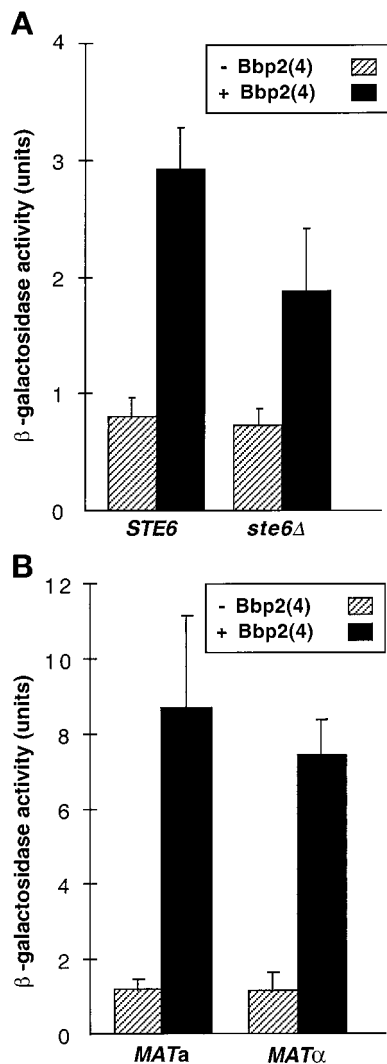 A
- Bbp2(4)
+ Bbp2(4)
β-galactosidase activity (units)
4
3
2
1
0
STE6 ste6Δ
B
- Bbp2(4)
+ Bbp2(4)
β-galactosidase activity (units)
12
10
8
6
4
2
0
MATa MATα